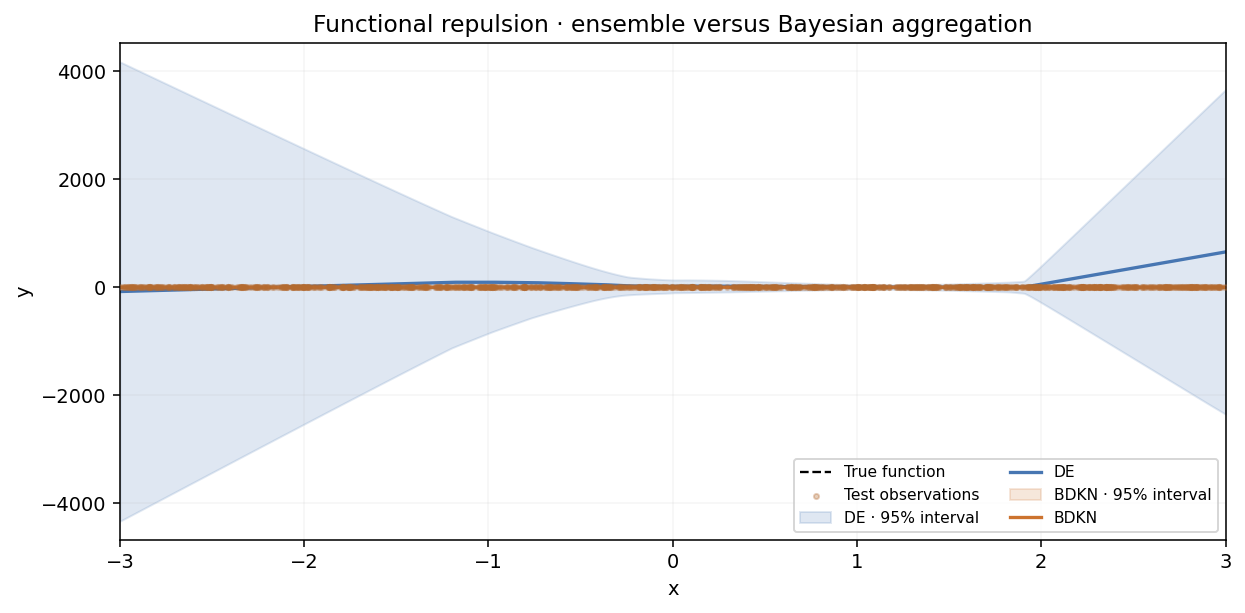 Functional repulsion · ensemble versus Bayesian aggregation
y
4000
2000
0
−2000
−4000
True function
Test observations
DE · 95% interval
DE
BDKN · 95% interval
BDKN
−3 −2 −1 0 1 2 3
x